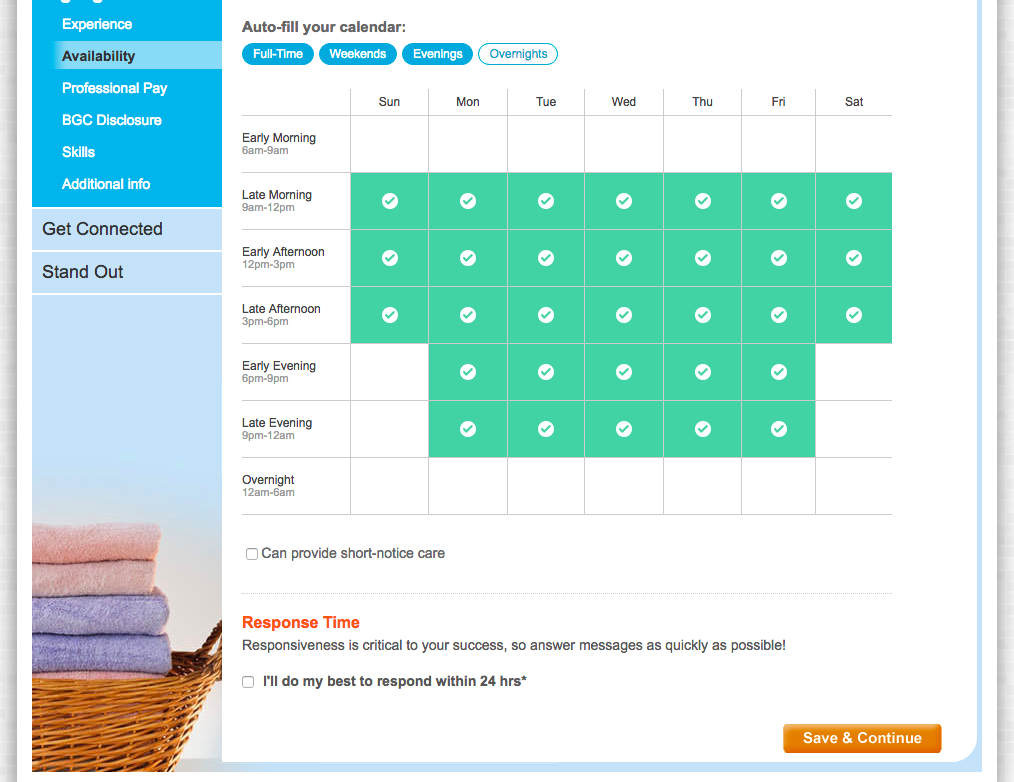 Experience
Availability
Professional Pay
BGC Disclosure
Skills
Additional info
Get Connected
Stand Out
Auto-fill your calendar:
Full-Time Weekends Evenings Overnights
Sun Mon Tue Wed Thu Fri Sat
Early Morning
6am-9am
Late Morning
9am-12pm
Early Afternoon
12pm-3pm
Late Afternoon
3pm-6pm
Early Evening
6pm-9pm
Late Evening
9pm-12am
Overnight
12am-6am
Can provide short-notice care
Response Time
Responsiveness is critical to your success, so answer messages as quickly as possible!
I'll do my best to respond within 24 hrs*
Save & Continue